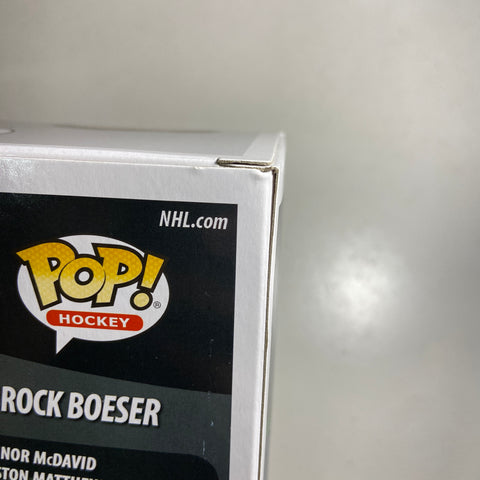 NHL.com
POP!
®
HOCKEY
ROCK BOESER
NOR McDAVID
STON MATTHEW